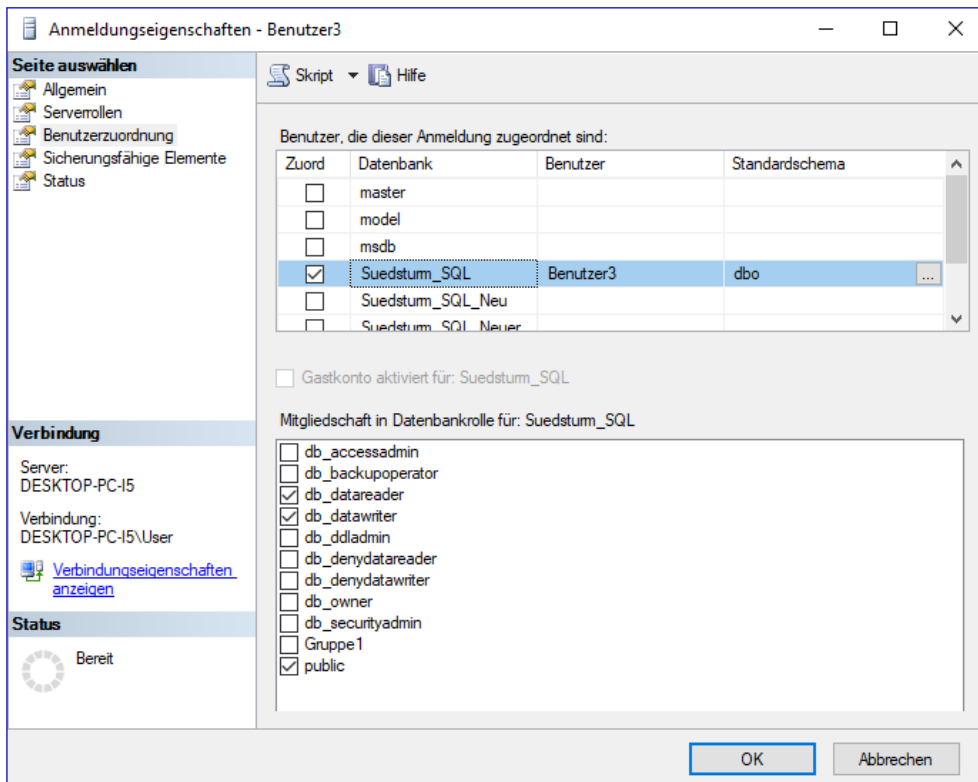 Anmeldungseigenschaften - Benutzer3
Seite auswählen
Allgemein
Serverrollen
Benutzerzuordnung
Sicherungsfähige Elemente
Status
Skript
Hilfe
Benutzer, die dieser Anmeldung zugeordnet sind:
Zuord Datenbank Benutzer Standardschema
master
model
msdb
Suedsturm_SQL Benutzer3 dbo ...
Suedsturm_SQL_Neu
Suedsturm_SQL_Neuer
Gastkonto aktiviert für: Suedsturm_SQL
Mitgliedschaft in Datenbankrolle für: Suedsturm_SQL
db_accessadmin
db_backupoperator
db_datareader
db_datawriter
db_ddladmin
db_denydatareader
db_denydatawriter
db_owner
db_securityadmin
Gruppe1
public
Verbindung
Server:
DESKTOP-PC-I5
Verbindung:
DESKTOP-PC-I5\User
Verbindungseigenschaften
anzeigen
Status
Bereit
OK
Abbrechen